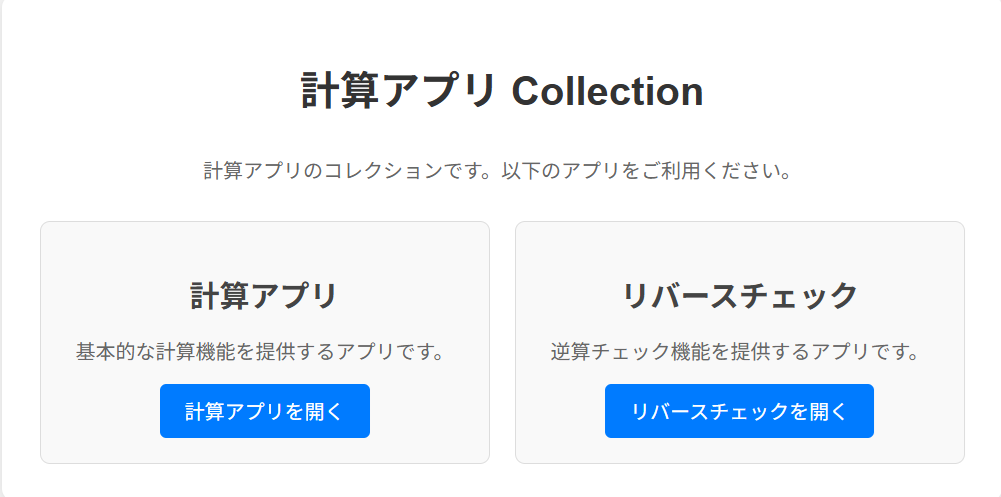 計算アプリ Collection
計算アプリのコレクションです。以下のアプリをご利用ください。
計算アプリ
基本的な計算機能を提供するアプリです。
計算アプリを開く
リバースチェック
逆算チェック機能を提供するアプリです。
リバースチェックを開く